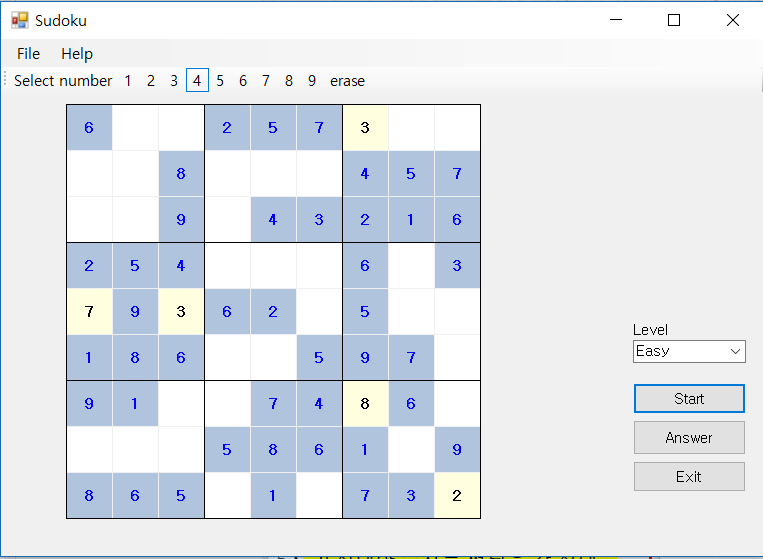 Sudoku
File Help
Select number 1 2 3 4 5 6 7 8 9 erase
6 2 5 7 3
8 4 5 7
9 4 3 2 1 6
2 5 4 6 3
7 9 3 6 2 5
1 8 6 5 9 7
9 1 7 4 8 6
5 8 6 1 9
8 6 5 1 7 3 2
Level
Easy
Start
Answer
Exit